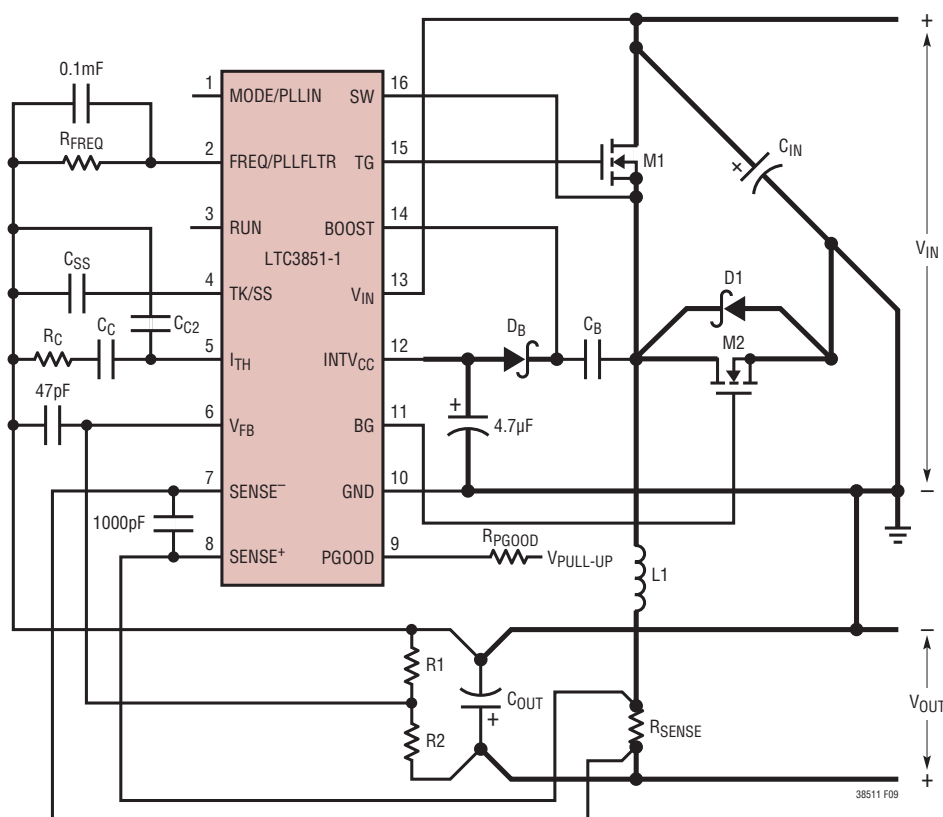 0.1mF
RFREQ
CSS
RC
CC
CC2
47pF
1000pF
1
MODE/PLLIN
2
FREQ/PLLFLTR
3
RUN
4
TK/SS
5
ITH
6
VFB
7
SENSE–
8
SENSE+
LTC3851-1
SW
16
TG
15
BOOST
14
VIN
13
INTVCC
12
BG
11
GND
10
PGOOD
9
RPGOOD
VPULL-UP
DB
CB
+
4.7µF
M1
+
CIN
D1
M2
L1
+
VIN
–
R1
R2
COUT
+
RSENSE
–
VOUT
+
38511 F09